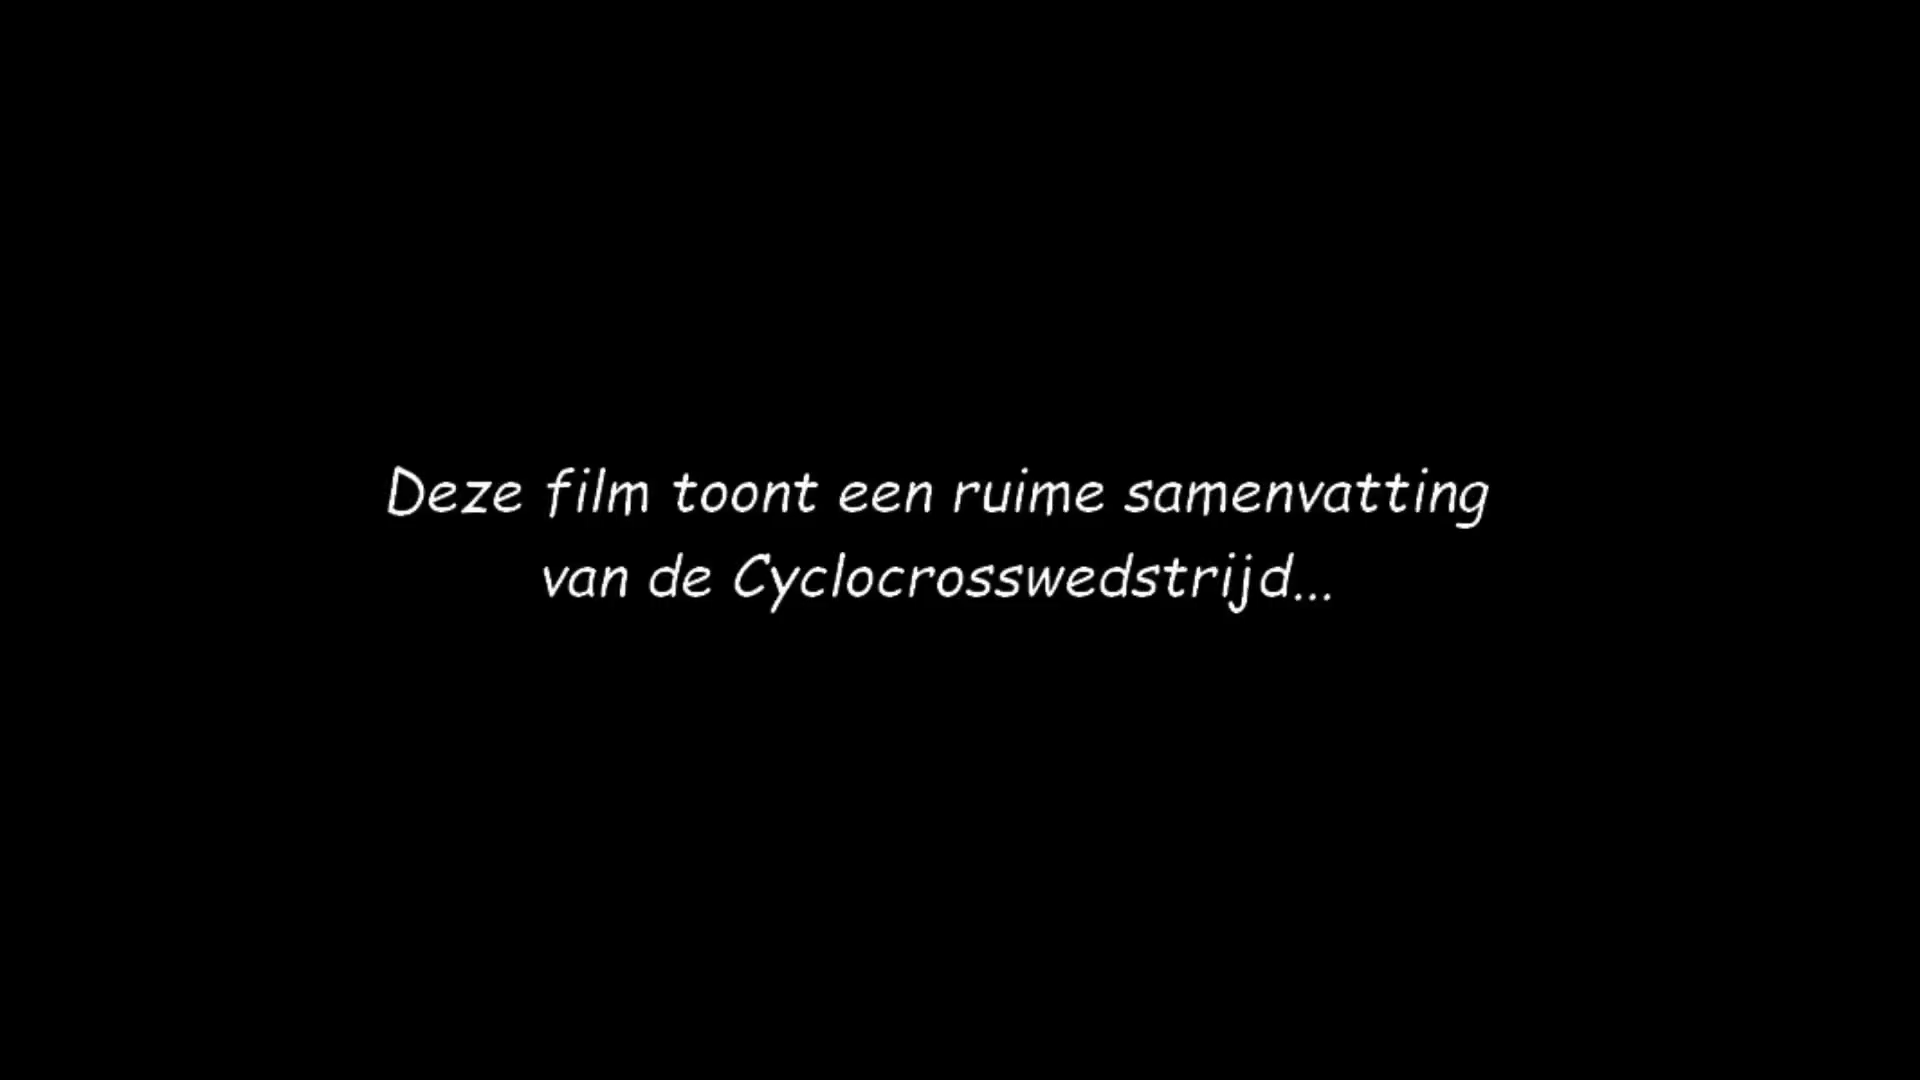 Deze film toont een ruime samenvatting
van de Cyclocrosswedstrijd...